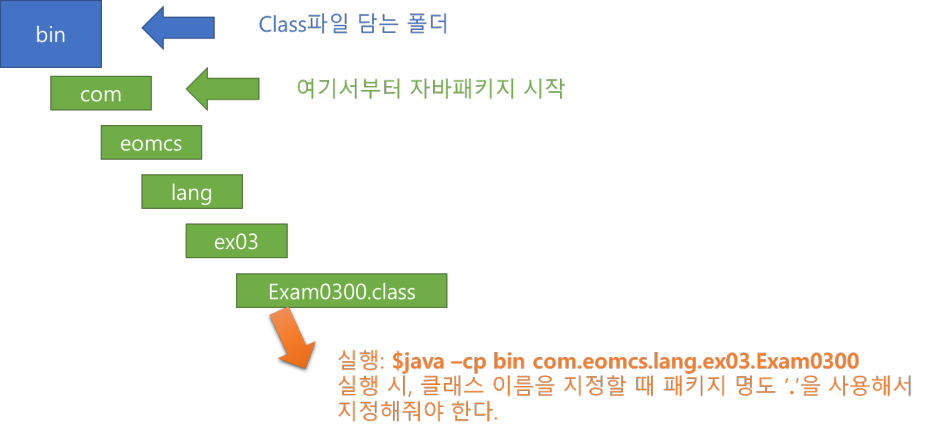 bin
Class파일 담는 폴더
com
여기서부터 자바패키지 시작
eomcs
lang
ex03
Exam0300.class
실행: $java –cp bin com.eomcs.lang.ex03.Exam0300
실행 시, 클래스 이름을 지정할 때 패키지 명도 ‘.’을 사용해서
지정해줘야 한다.